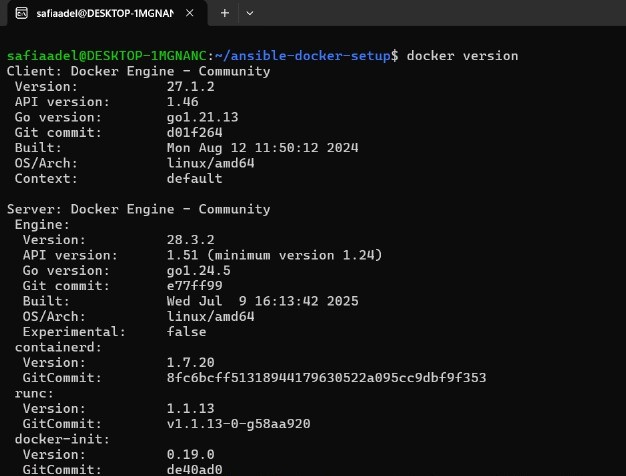 safiaadel@DESKTOP-1MGNANC
safiaadel@DESKTOP-1MGNANC:~/ansible-docker-setup$ docker version
Client: Docker Engine - Community
 Version:           27.1.2
 API version:       1.46
 Go version:        go1.21.13
 Git commit:        d01f264
 Built:             Mon Aug 12 11:50:12 2024
 OS/Arch:           linux/amd64
 Context:           default

Server: Docker Engine - Community
 Engine:
  Version:          28.3.2
  API version:      1.51 (minimum version 1.24)
  Go version:       go1.24.5
  Git commit:       e77ff99
  Built:            Wed Jul  9 16:13:42 2025
  OS/Arch:          linux/amd64
  Experimental:     false
 containerd:
  Version:          1.7.20
  GitCommit:        8fc6bcff51318944179630522a095cc9dbf9f353
 runc:
  Version:          1.1.13
  GitCommit:        v1.1.13-0-g58aa920
 docker-init:
  Version:          0.19.0
  GitCommit:        de40ad0